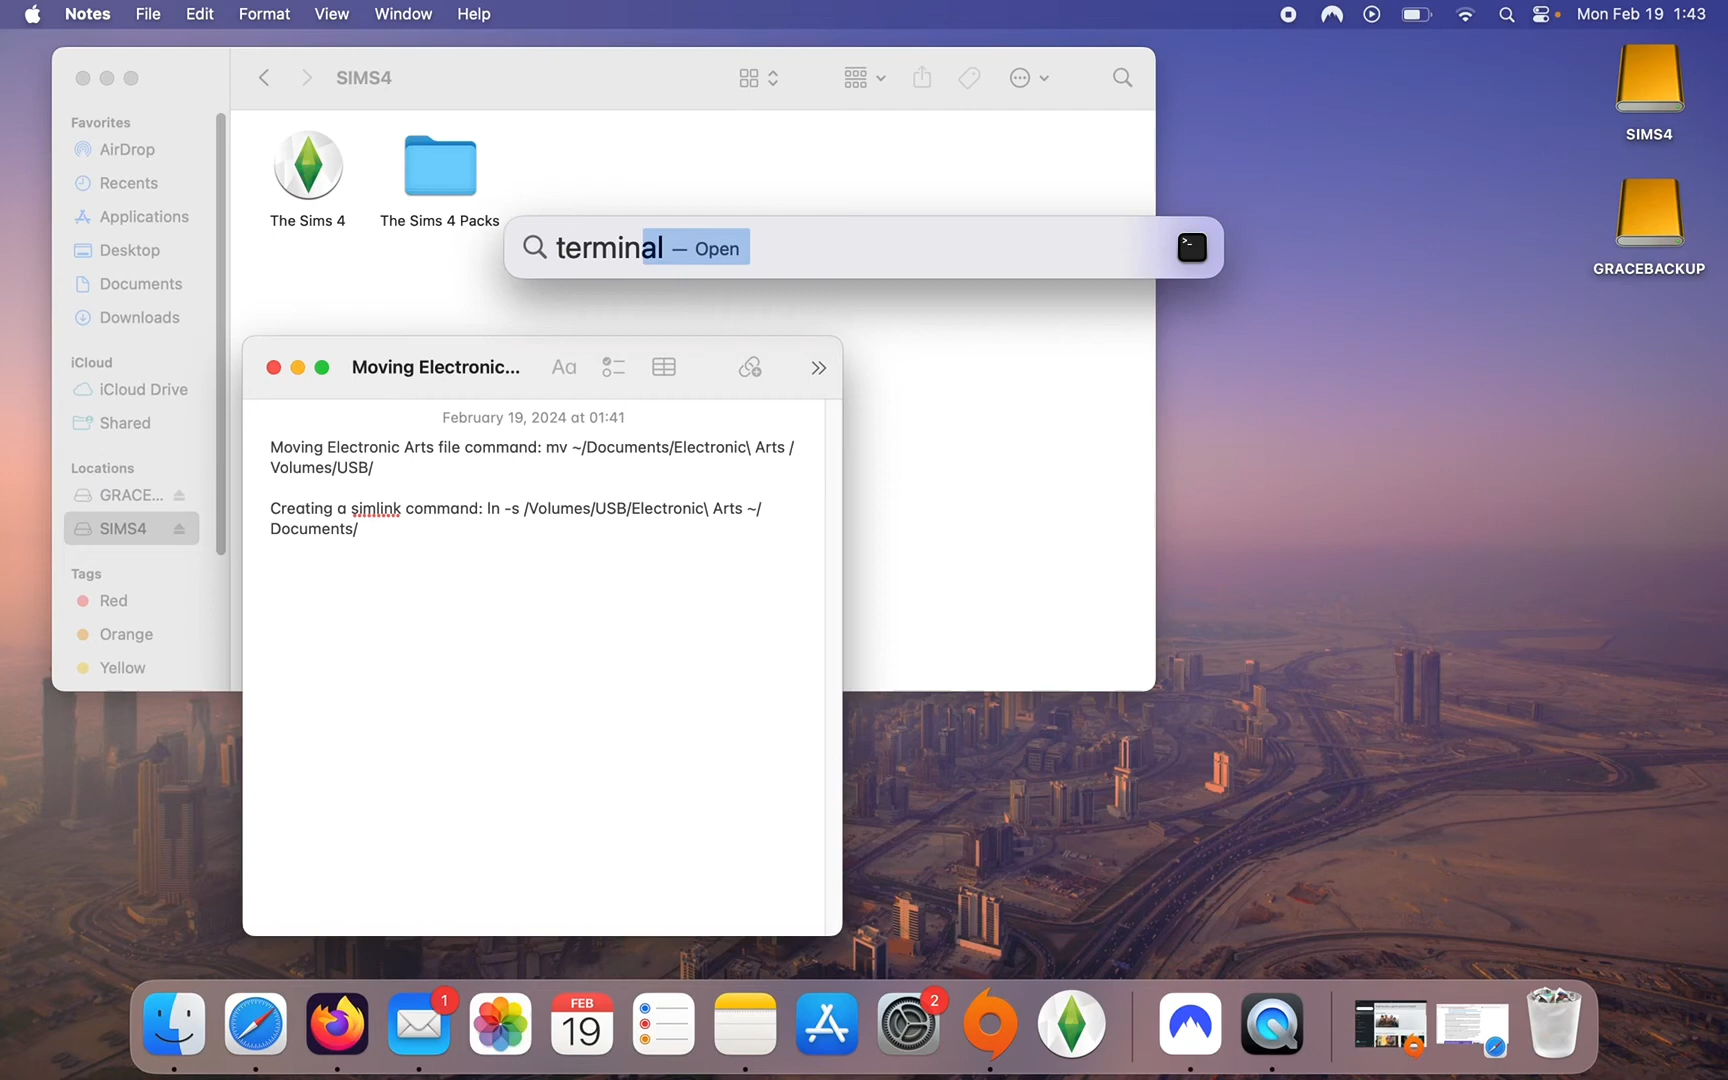 Notes File Edit Format View Window Help
Mon Feb 19 1:43
SIMS4
Favorites
AirDrop
Recents
Applications
Desktop
Documents
Downloads
iCloud
iCloud Drive
Shared
Locations
GRACE...
SIMS4
Tags
Red
Orange
Yellow
The Sims 4
The Sims 4 Packs
terminal — Open
Moving Electronic...
Aa
February 19, 2024 at 01:41
Moving Electronic Arts file command: mv ~/Documents/Electronic\ Arts /
Volumes/USB/
Creating a simlink command: ln -s /Volumes/USB/Electronic\ Arts ~/
Documents/
SIMS4
GRACEBACKUP
1
FEB
19
2